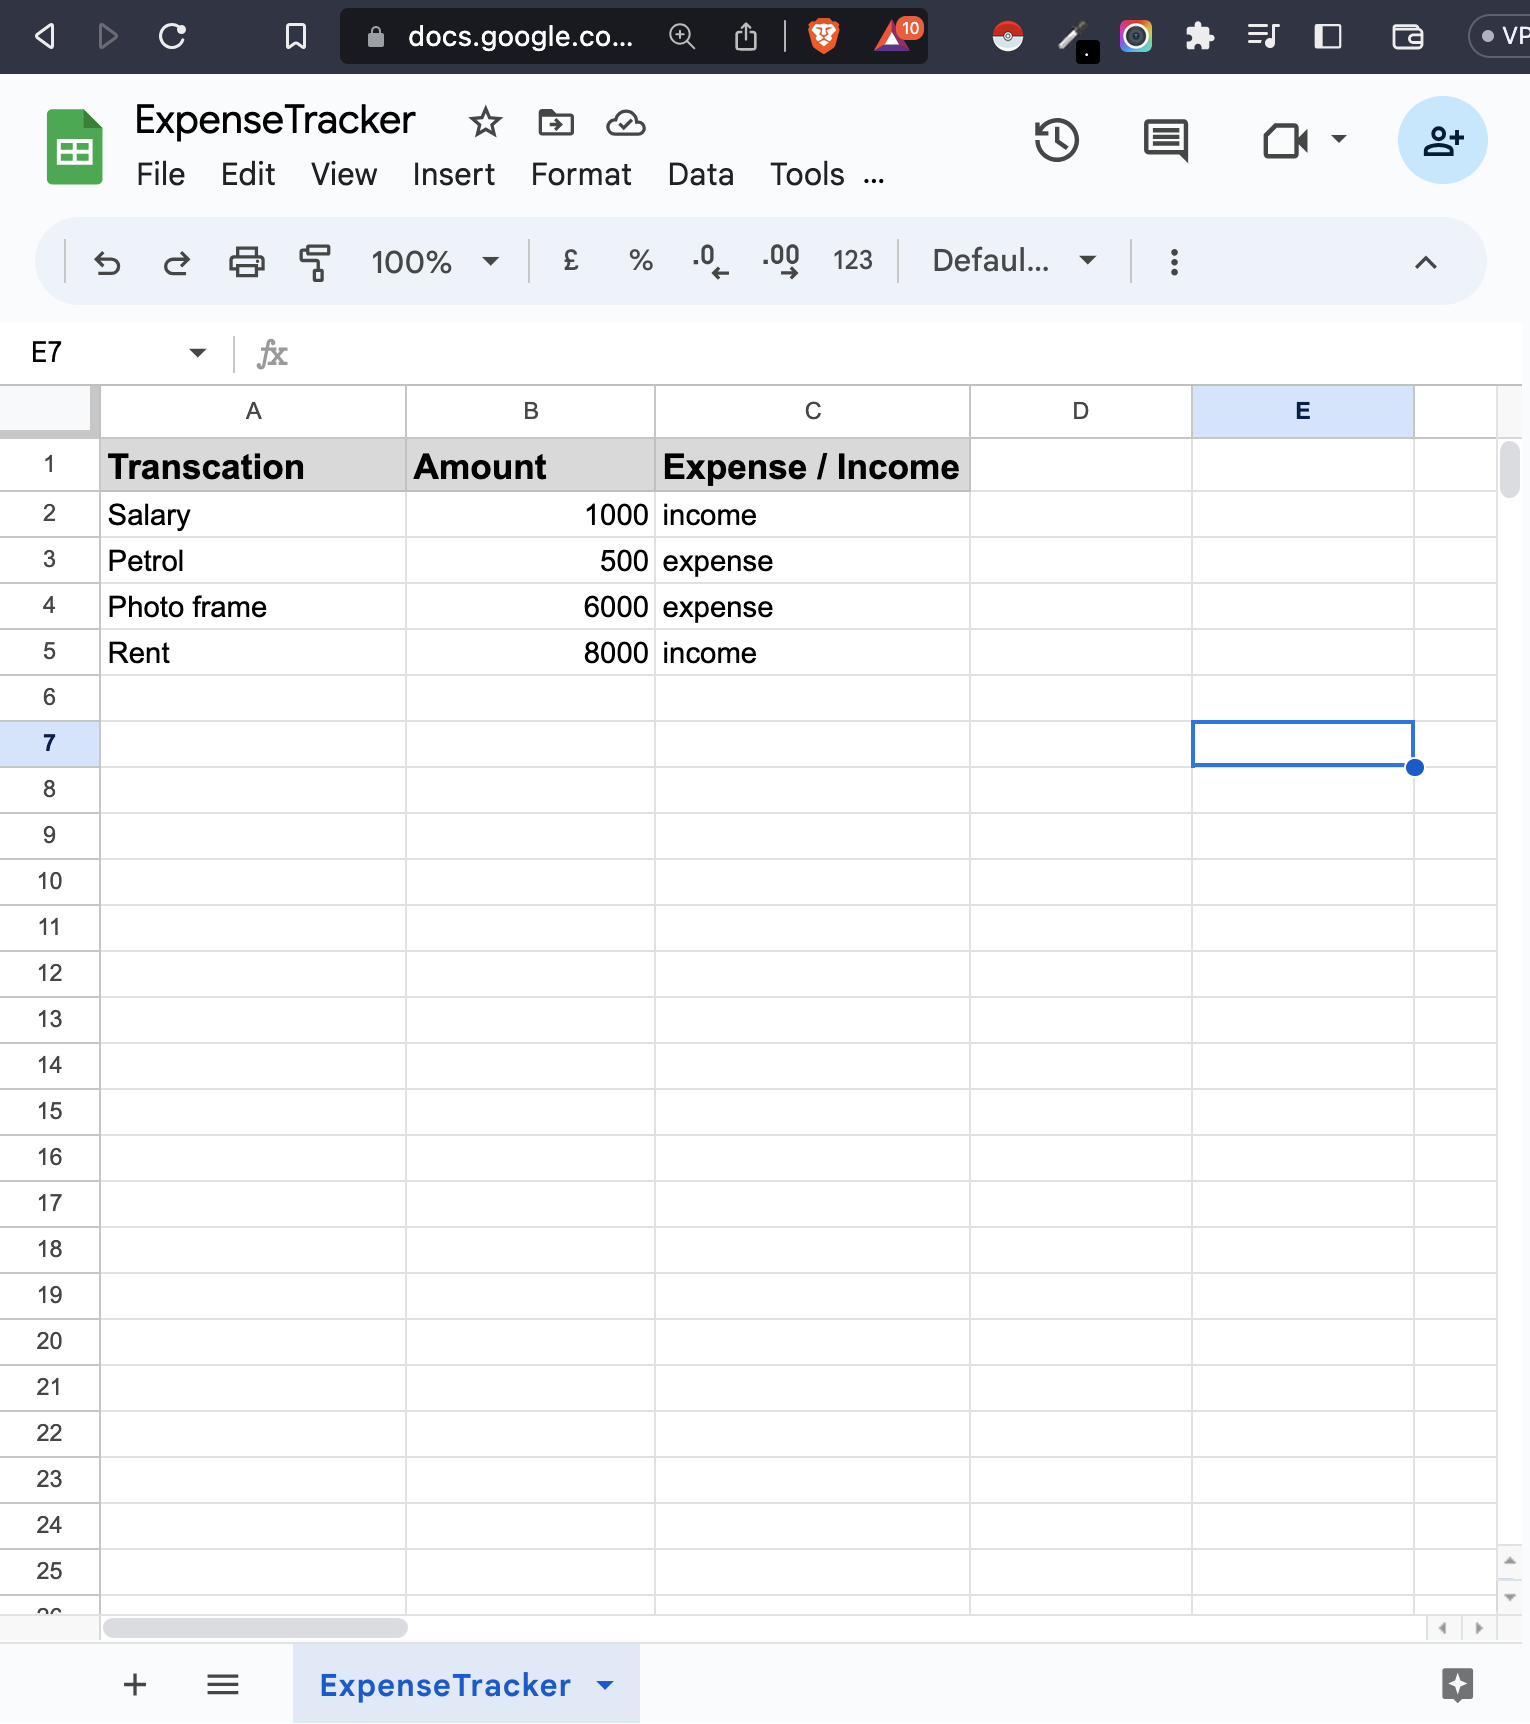 docs.google.co...
10
VP
ExpenseTracker
File Edit View Insert Format Data Tools ...
100% £ % .0 .00 123 Defaul...
E7 fx
A B C D E
1 Transcation Amount Expense / Income
2 Salary 1000 income
3 Petrol 500 expense
4 Photo frame 6000 expense
5 Rent 8000 income
6
7
8
9
10
11
12
13
14
15
16
17
18
19
20
21
22
23
24
25
26
ExpenseTracker